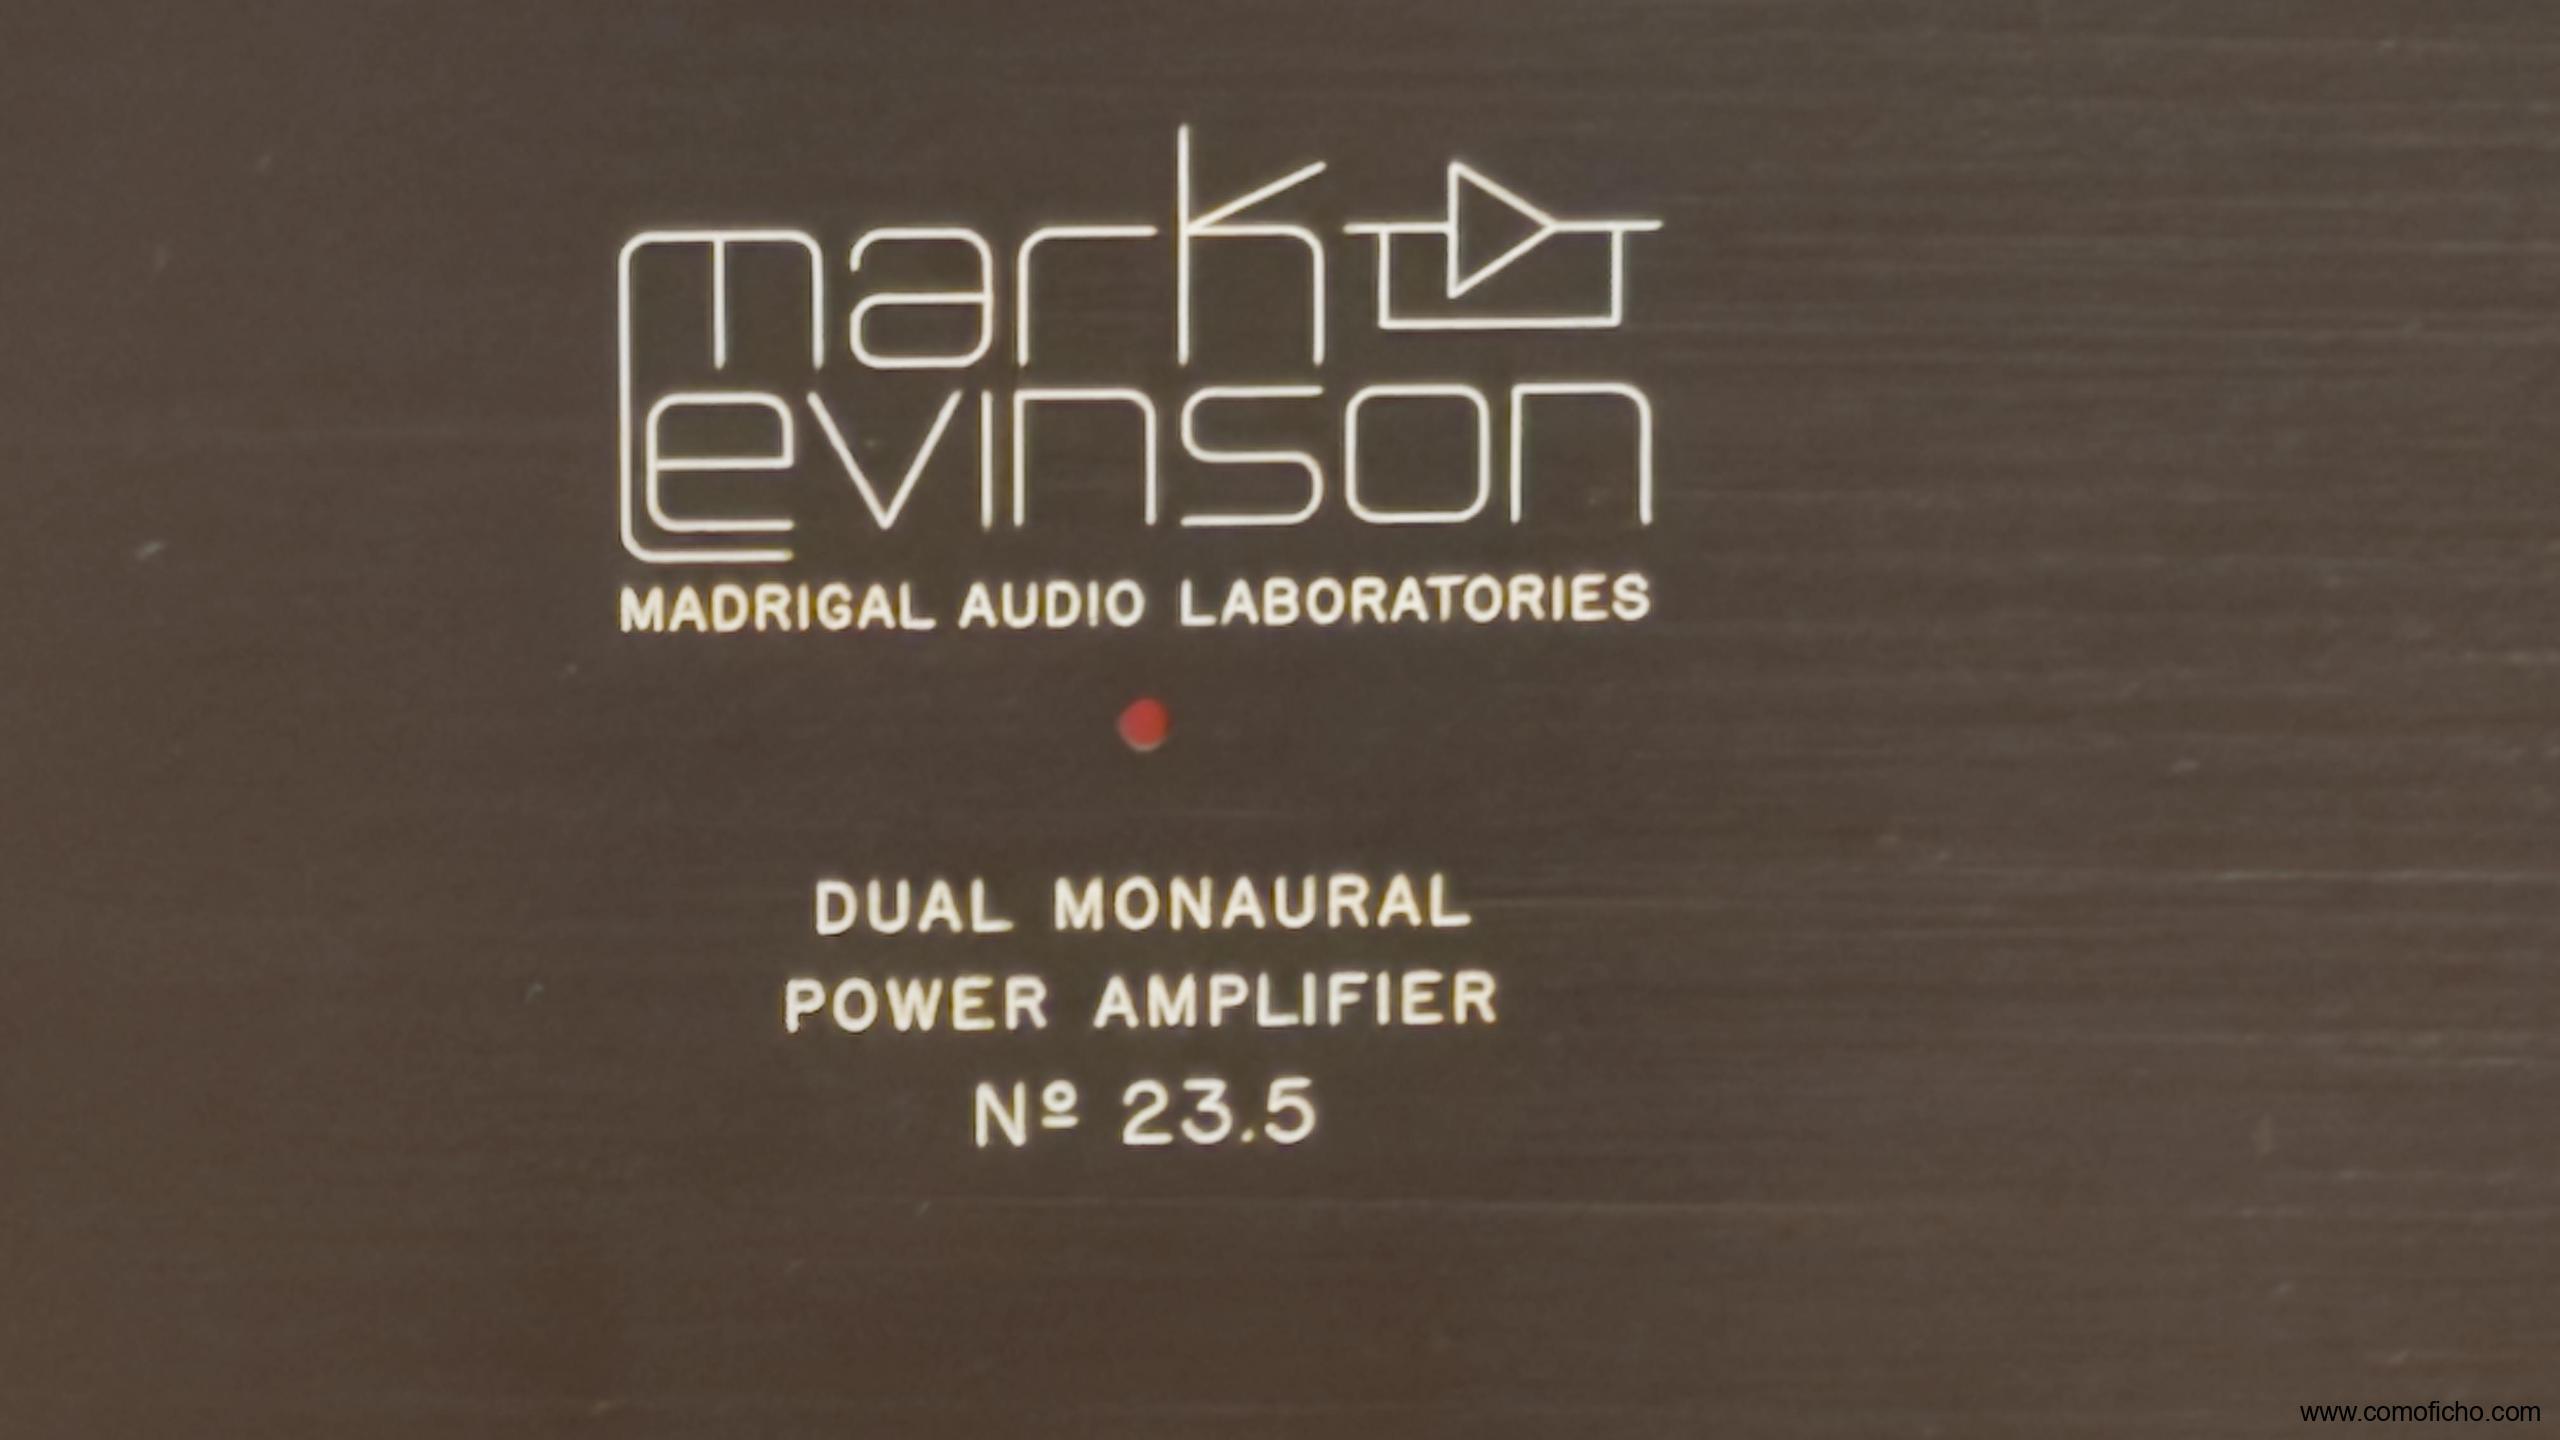 mark
levinson
MADRIGAL AUDIO LABORATORIES
DUAL MONAURAL
POWER AMPLIFIER
Nº 23.5
www.comoficho.com